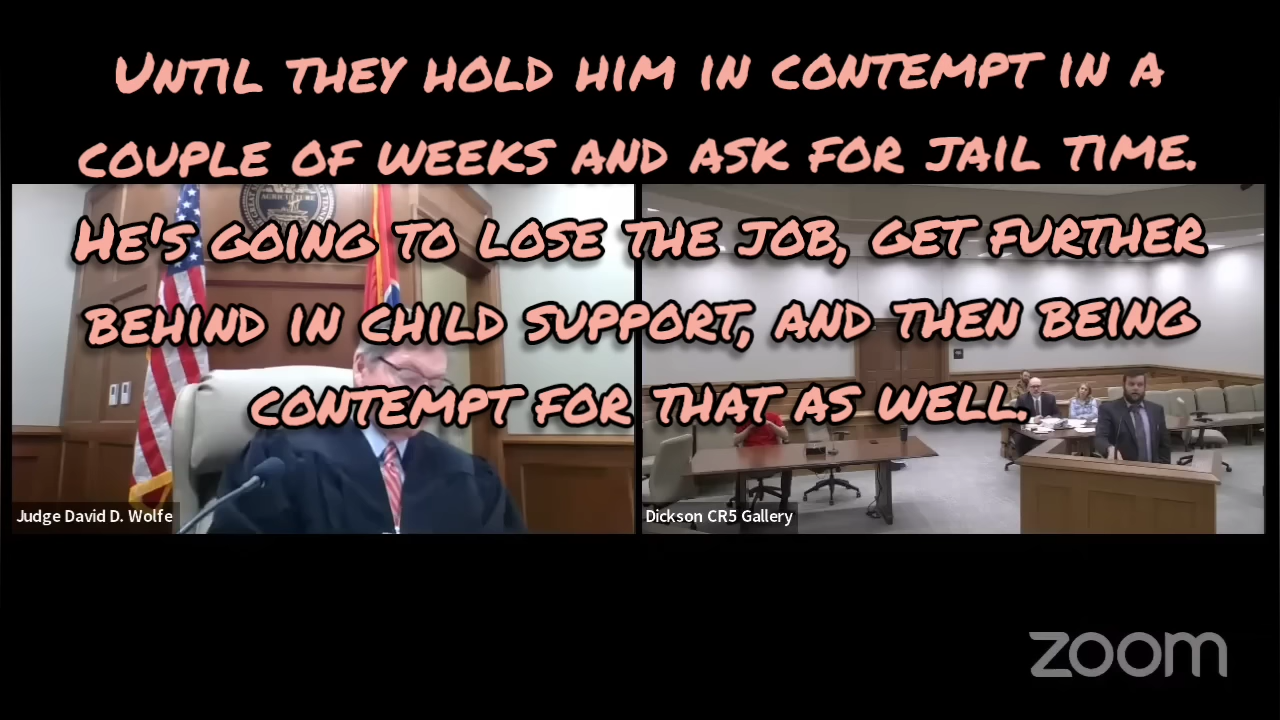 Until they hold him in contempt in a
couple of weeks and ask for jail time.
AGRICULTURE
He's going to lose the job, get further
behind in child support, and then being
contempt for that as well.
Judge David D. Wolfe
Dickson CR5 Gallery
zoom